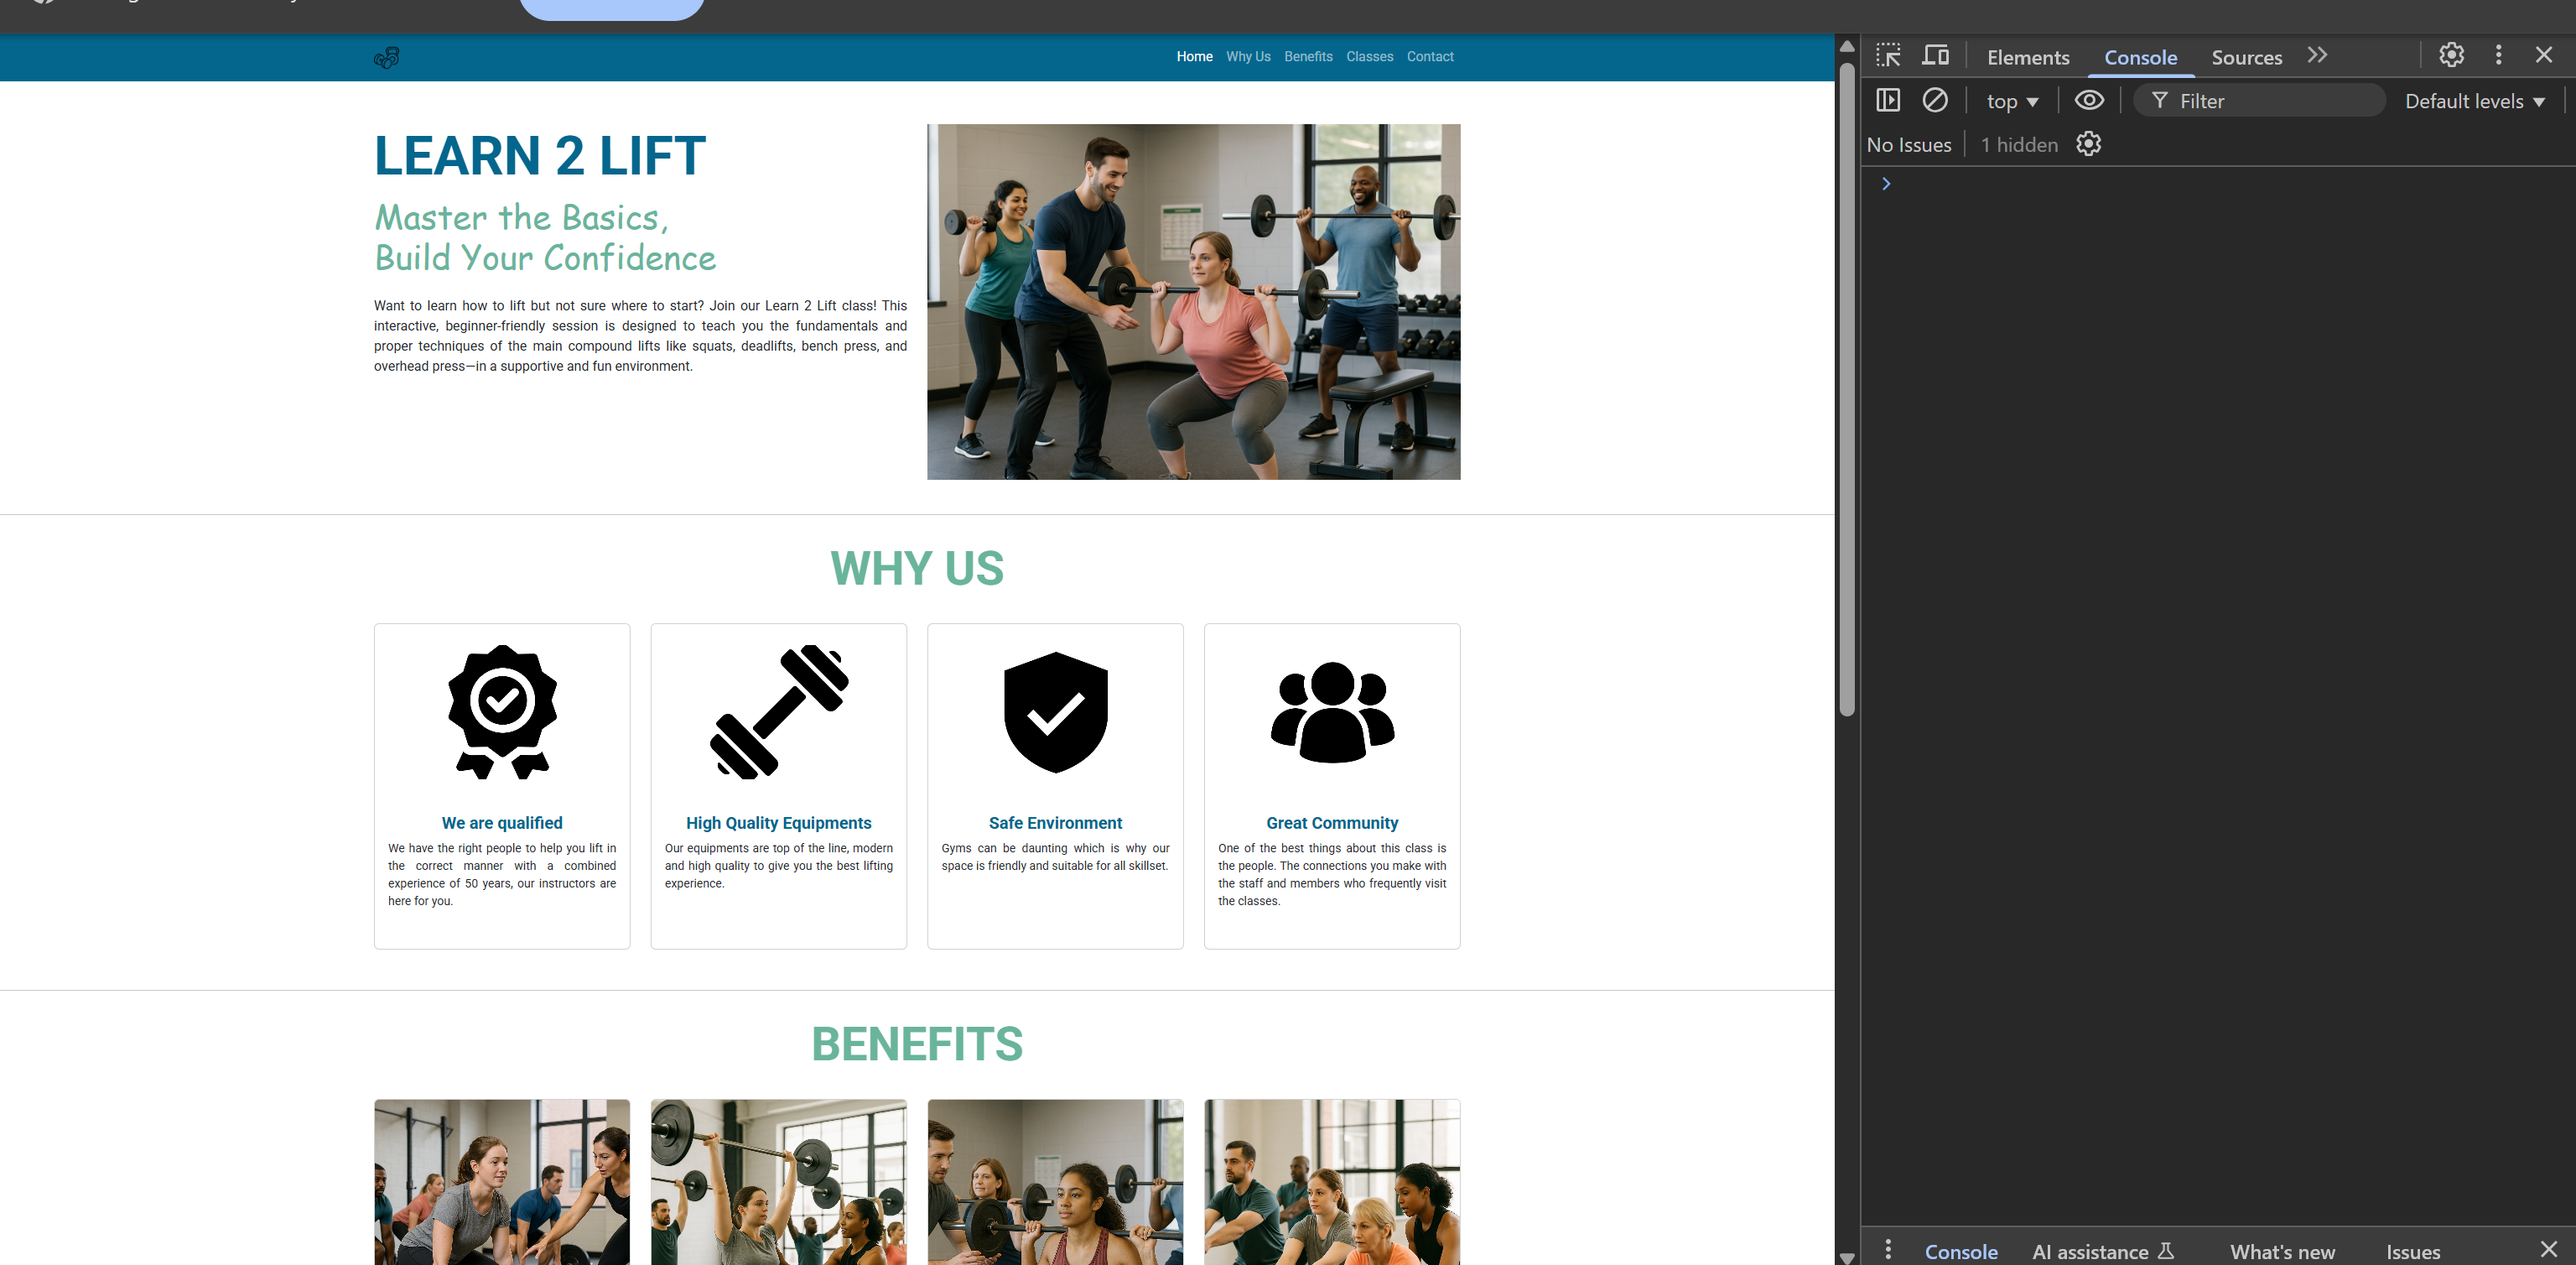 Home Why Us Benefits Classes Contact
LEARN 2 LIFT
Master the Basics,
Build Your Confidence
Want to learn how to lift but not sure where to start? Join our Learn 2 Lift class! This
interactive, beginner-friendly session is designed to teach you the fundamentals and
proper techniques of the main compound lifts like squats, deadlifts, bench press, and
overhead press—in a supportive and fun environment.
WHY US
We are qualified
We have the right people to help you lift in
the correct manner with a combined
experience of 50 years, our instructors are
here for you.
High Quality Equipments
Our equipments are top of the line, modern
and high quality to give you the best lifting
experience.
Safe Environment
Gyms can be daunting which is why our
space is friendly and suitable for all skillset.
Great Community
One of the best things about this class is
the people. The connections you make with
the staff and members who frequently visit
the classes.
BENEFITS
Elements Console Sources
top Filter Default levels
No Issues 1 hidden
Console AI assistance What's new Issues